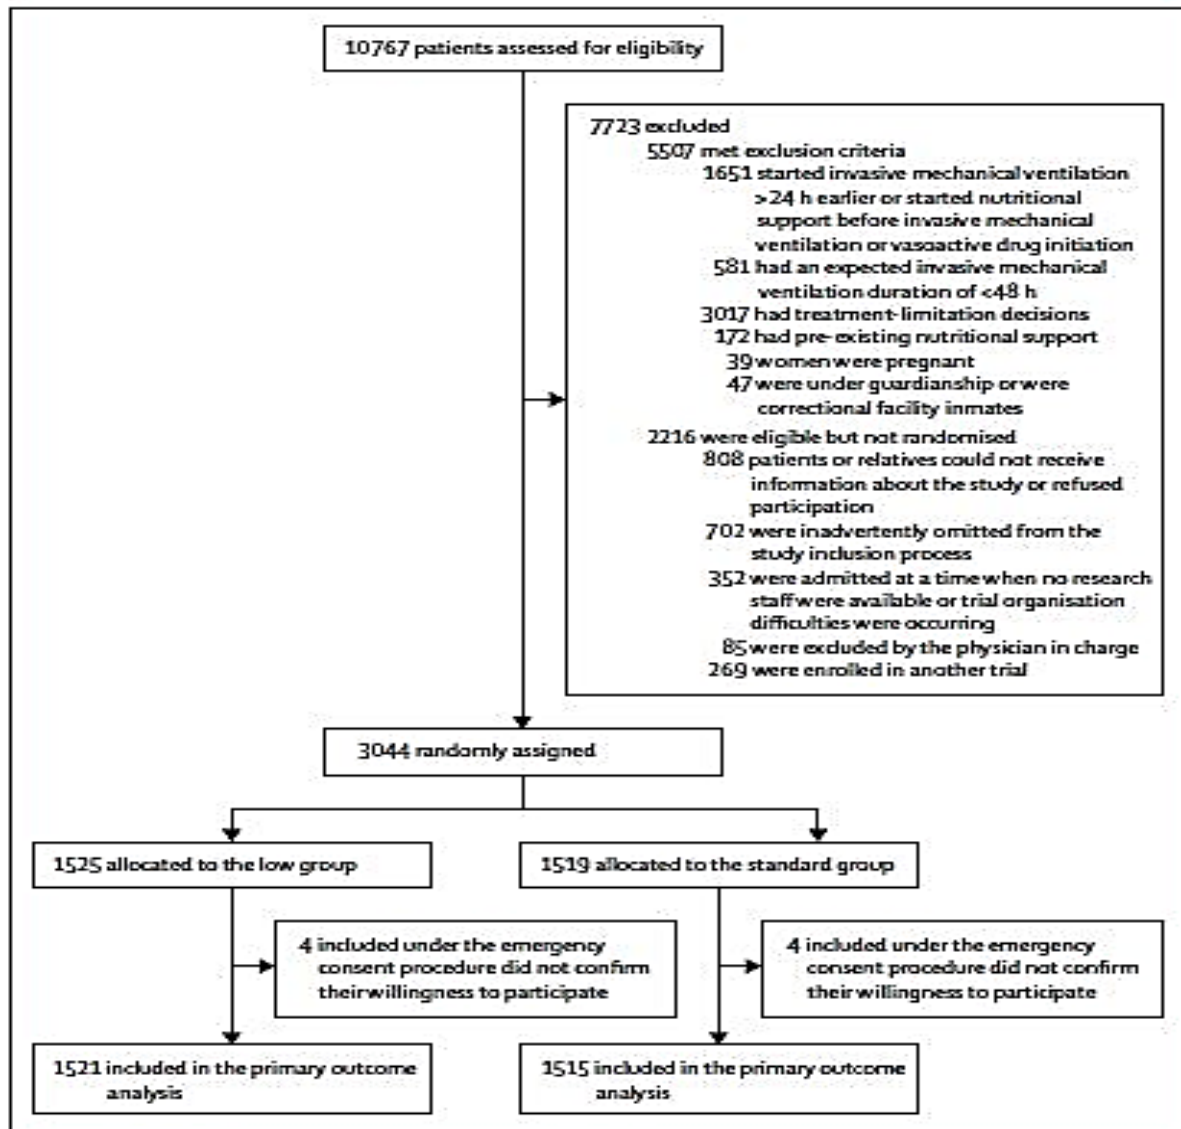 10767 patients assessed for eligibility
7723 excluded
5507 met exclusion criteria
1651 started invasive mechanical ventilation
>24 h earlier or started nutritional
support before invasive mechanical
ventilation or vasoactive drug initiation
581 had an expected invasive mechanical
ventilation duration of <48 h
3017 had treatment-limitation decisions
172 had pre-existing nutritional support
39 women were pregnant
47 were under guardianship or were
correctional facility inmates
2216 were eligible but not randomised
808 patients or relatives could not receive
information about the study or refused
participation
702 were inadvertently omitted from the
study inclusion process
352 were admitted at a time when no research
staff were available or trial organisation
difficulties were occurring
85 were excluded by the physician in charge
269 were enrolled in another trial
3044 randomly assigned
1525 allocated to the low group
1519 allocated to the standard group
4 included under the emergency
consent procedure did not confirm
their willingness to participate
4 included under the emergency
consent procedure did not confirm
their willingness to participate
1521 included in the primary outcome
analysis
1515 included in the primary outcome
analysis